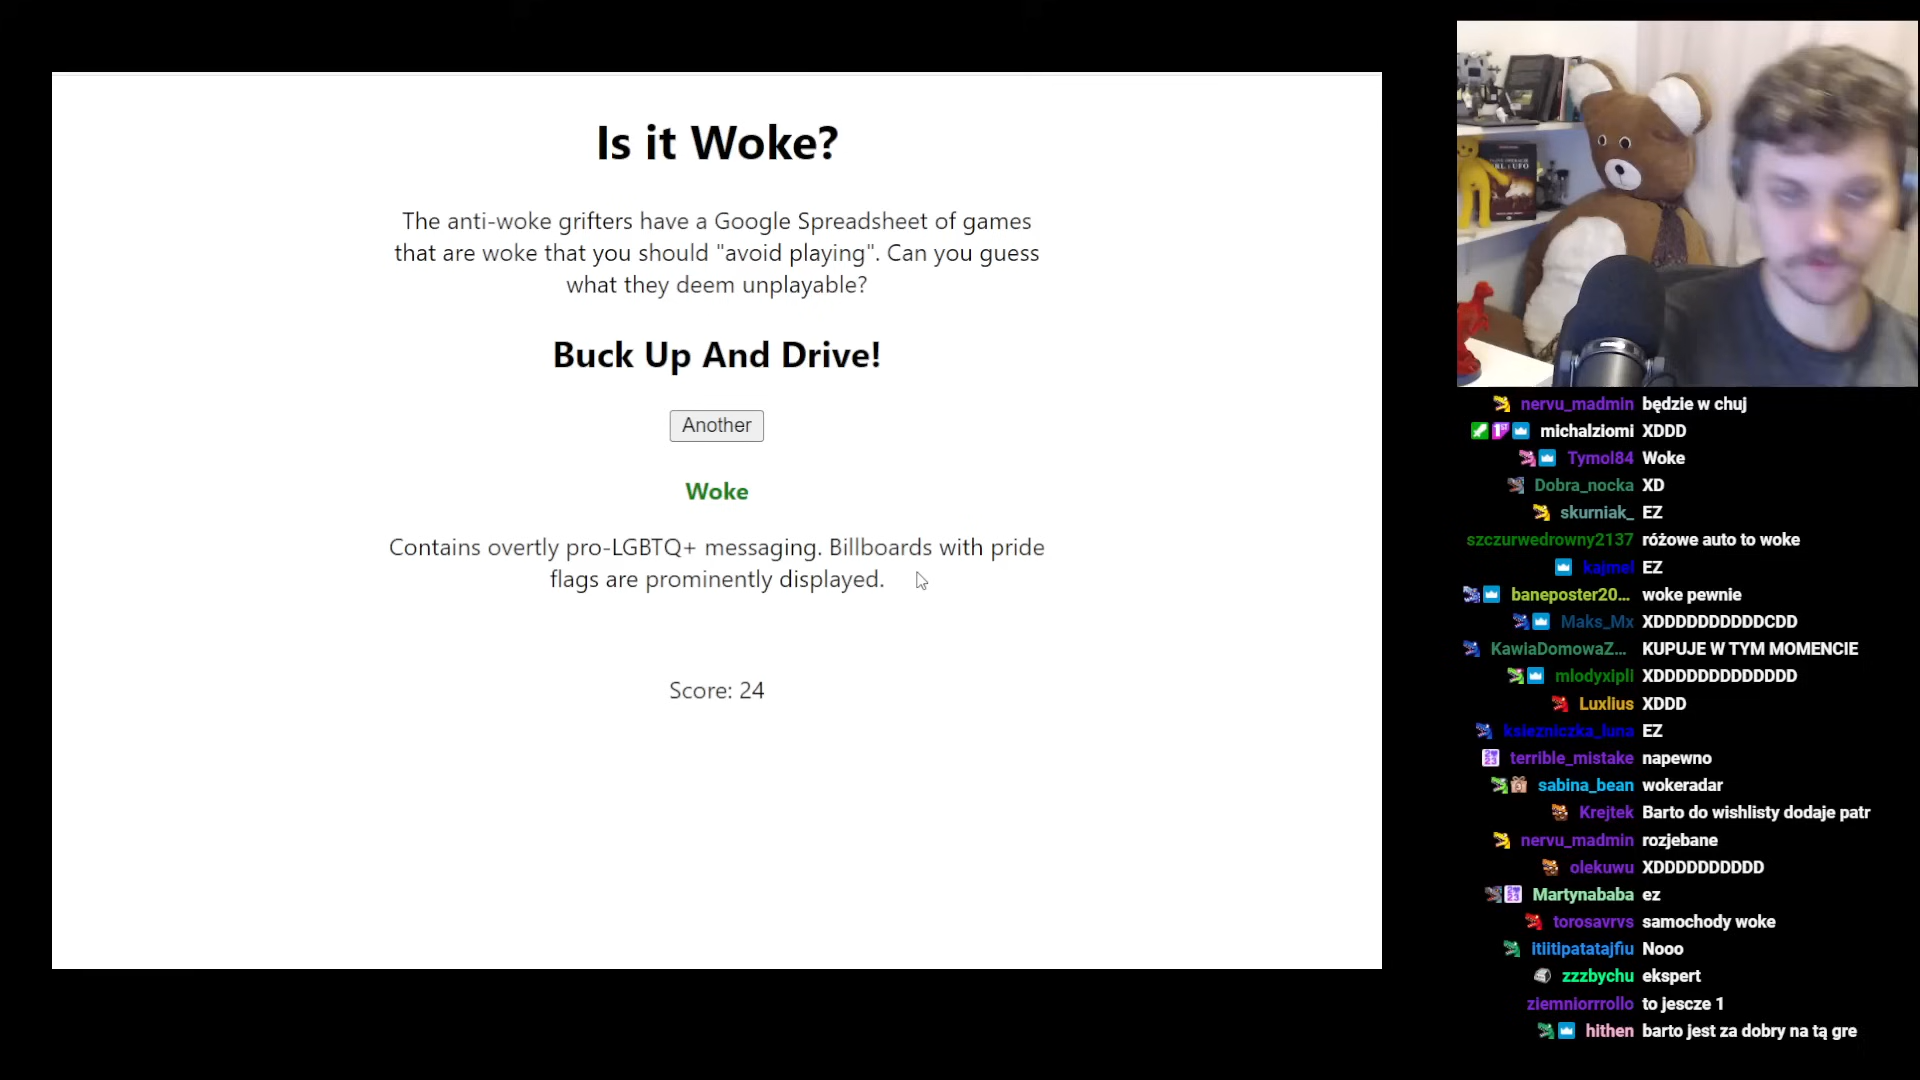 Is it Woke?
The anti-woke grifters have a Google Spreadsheet of games
that are woke that you should "avoid playing". Can you guess
what they deem unplayable?
Buck Up And Drive!
Another
Woke
Contains overtly pro-LGBTQ+ messaging. Billboards with pride
flags are prominently displayed.
Score: 24
nervu_madmin będzie w chuj
michalziomi XDDD
Tymol84 Woke
Dobra_nocka XD
skurniak_ EZ
szczurwedrowny2137 różowe auto to woke
kajmel EZ
baneposter20... woke pewnie
Maks_Mx XDDDDDDDDDDCDD
KawiaDomowaZ... KUPUJE W TYM MOMENCIE
mlodyxipli XDDDDDDDDDDDDD
Luxlius XDDD
ksiezniczka_luna EZ
terrible_mistake napewno
sabina_bean wokeradar
Krejtek Barto do wishlisty dodaje patr
nervu_madmin rozjebane
olekuwu XDDDDDDDDDDD
Martynababa ez
torosavrvs samochody woke
itiitipatatajfiu Nooo
zzzbychu ekspert
ziemniorrrollo to jescze 1
hithen barto jest za dobry na tą gre